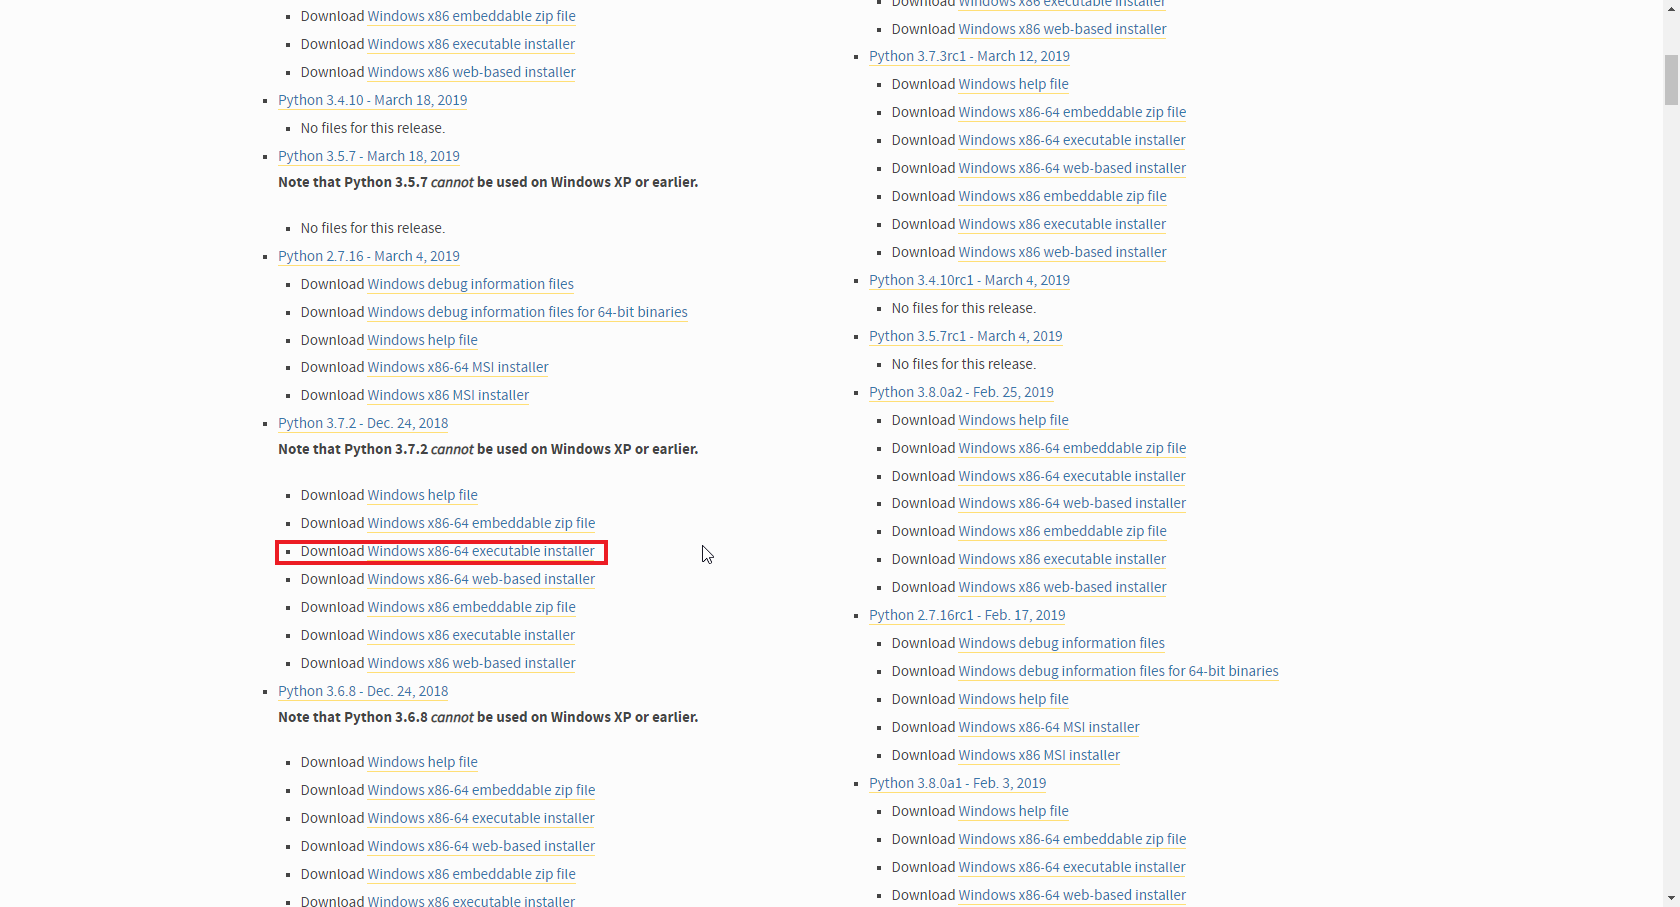 Download Windows x86 embeddable zip file
Download Windows x86 executable installer
Download Windows x86 web-based installer
Python 3.4.10 - March 18, 2019
No files for this release.
Python 3.5.7 - March 18, 2019
Note that Python 3.5.7 cannot be used on Windows XP or earlier.
No files for this release.
Python 2.7.16 - March 4, 2019
Download Windows debug information files
Download Windows debug information files for 64-bit binaries
Download Windows help file
Download Windows x86-64 MSI installer
Download Windows x86 MSI installer
Python 3.7.2 - Dec. 24, 2018
Note that Python 3.7.2 cannot be used on Windows XP or earlier.
Download Windows help file
Download Windows x86-64 embeddable zip file
Download Windows x86-64 executable installer
Download Windows x86-64 web-based installer
Download Windows x86 embeddable zip file
Download Windows x86 executable installer
Download Windows x86 web-based installer
Python 3.6.8 - Dec. 24, 2018
Note that Python 3.6.8 cannot be used on Windows XP or earlier.
Download Windows help file
Download Windows x86-64 embeddable zip file
Download Windows x86-64 executable installer
Download Windows x86-64 web-based installer
Download Windows x86 embeddable zip file
Download Windows x86 executable installer
Download Windows x86 executable installer
Download Windows x86 web-based installer
Python 3.7.3rc1 - March 12, 2019
Download Windows help file
Download Windows x86-64 embeddable zip file
Download Windows x86-64 executable installer
Download Windows x86-64 web-based installer
Download Windows x86 embeddable zip file
Download Windows x86 executable installer
Download Windows x86 web-based installer
Python 3.4.10rc1 - March 4, 2019
No files for this release.
Python 3.5.7rc1 - March 4, 2019
No files for this release.
Python 3.8.0a2 - Feb. 25, 2019
Download Windows help file
Download Windows x86-64 embeddable zip file
Download Windows x86-64 executable installer
Download Windows x86-64 web-based installer
Download Windows x86 embeddable zip file
Download Windows x86 executable installer
Download Windows x86 web-based installer
Python 2.7.16rc1 - Feb. 17, 2019
Download Windows debug information files
Download Windows debug information files for 64-bit binaries
Download Windows help file
Download Windows x86-64 MSI installer
Download Windows x86 MSI installer
Python 3.8.0a1 - Feb. 3, 2019
Download Windows help file
Download Windows x86-64 embeddable zip file
Download Windows x86-64 executable installer
Download Windows x86-64 web-based installer